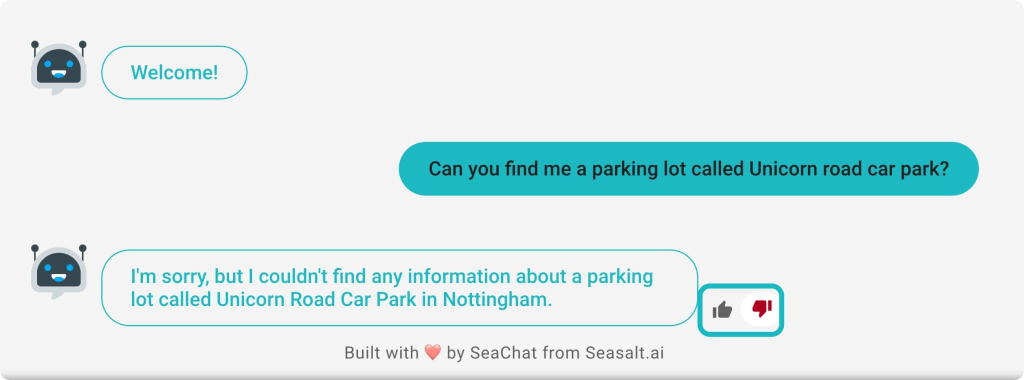 Welcome!
Can you find me a parking lot called Unicorn road car park?
I'm sorry, but I couldn't find any information about a parking
lot called Unicorn Road Car Park in Nottingham.
Built with ❤️ by SeaChat from Seasalt.ai